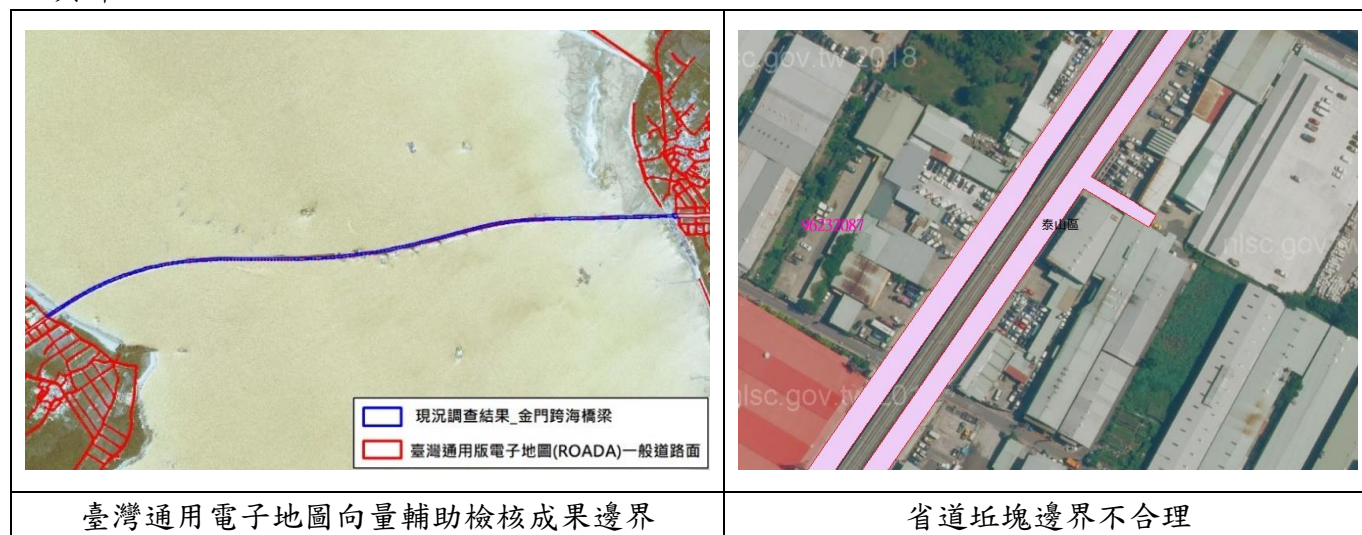 現況調查結果_金門跨海橋梁
臺灣通用版電子地圖(ROADA)一般道路面
臺灣通用電子地圖向量輔助檢核成果邊界
c.gov.tw 2018
96237087
泰山區
nlsc.gov.tw
nlsc.gov.tw 201
省道坵塊邊界不合理